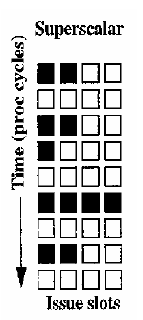 Superscalar
Time (proc cycles)
Issue slots